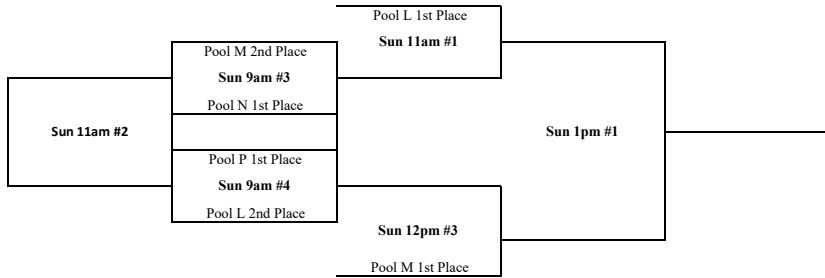 Pool L 1st Place
Sun 11am #1
Pool M 2nd Place
Sun 9am #3
Pool N 1st Place
Sun 11am #2
Sun 1pm #1
Pool P 1st Place
Sun 9am #4
Pool L 2nd Place
Sun 12pm #3
Pool M 1st Place